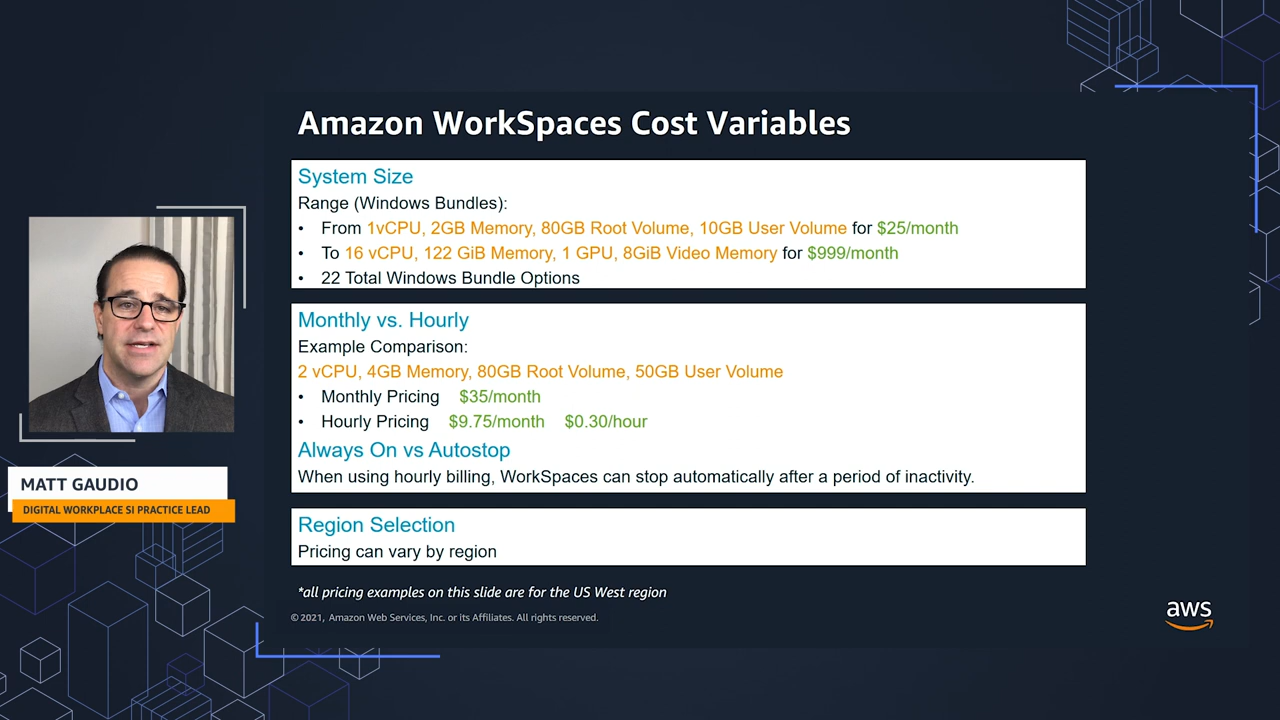 Amazon WorkSpaces Cost Variables
System Size
Range (Windows Bundles):
• From 1vCPU, 2GB Memory, 80GB Root Volume, 10GB User Volume for $25/month
• To 16 vCPU, 122 GiB Memory, 1 GPU, 8GiB Video Memory for $999/month
• 22 Total Windows Bundle Options
Monthly vs. Hourly
Example Comparison:
2 vCPU, 4GB Memory, 80GB Root Volume, 50GB User Volume
• Monthly Pricing $35/month
• Hourly Pricing $9.75/month $0.30/hour
Always On vs Autostop
When using hourly billing, WorkSpaces can stop automatically after a period of inactivity.
Region Selection
Pricing can vary by region
*all pricing examples on this slide are for the US West region
© 2021, Amazon Web Services, Inc. or its Affiliates. All rights reserved.
MATT GAUDIO
DIGITAL WORKPLACE SI PRACTICE LEAD
aws